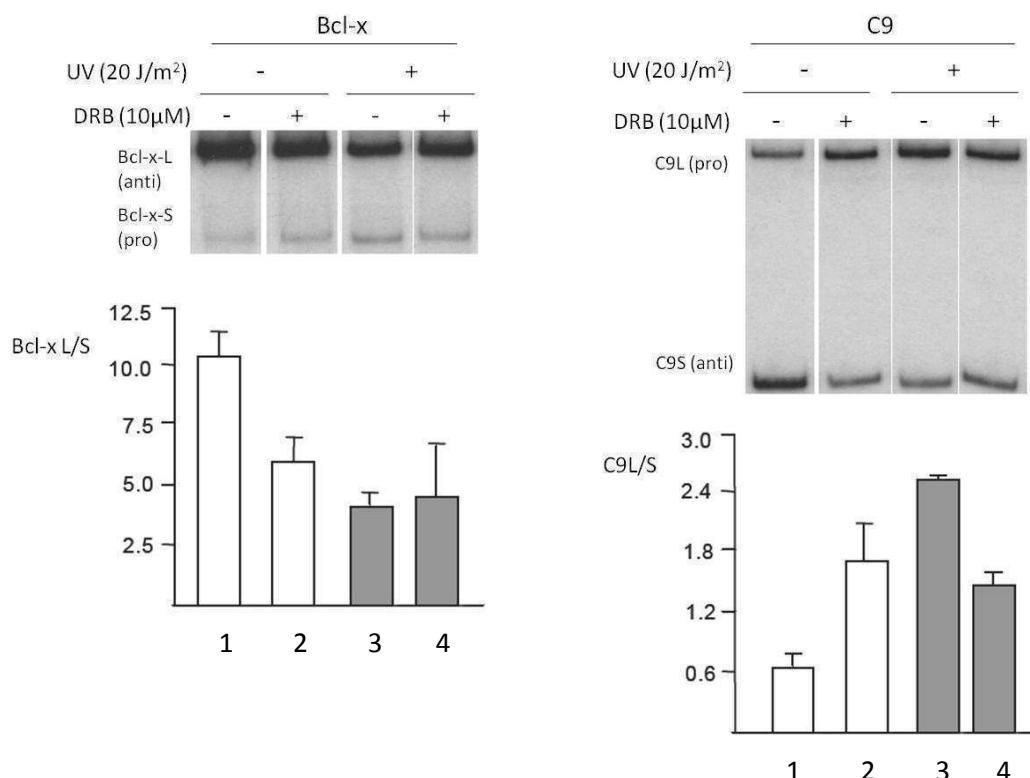 Bcl-x
UV (20 J/m²) - +
DRB (10µM) - + - +
Bcl-x-L
(anti)
Bcl-x-S
(pro)
12.5
Bcl-x L/S
10.0
7.5
5.0
2.5
1 2 3 4
C9
UV (20 J/m²) - +
DRB (10µM) - + - +
C9L (pro)
C9S (anti)
3.0
C9L/S
2.4
1.8
1.2
0.6
1 2 3 4